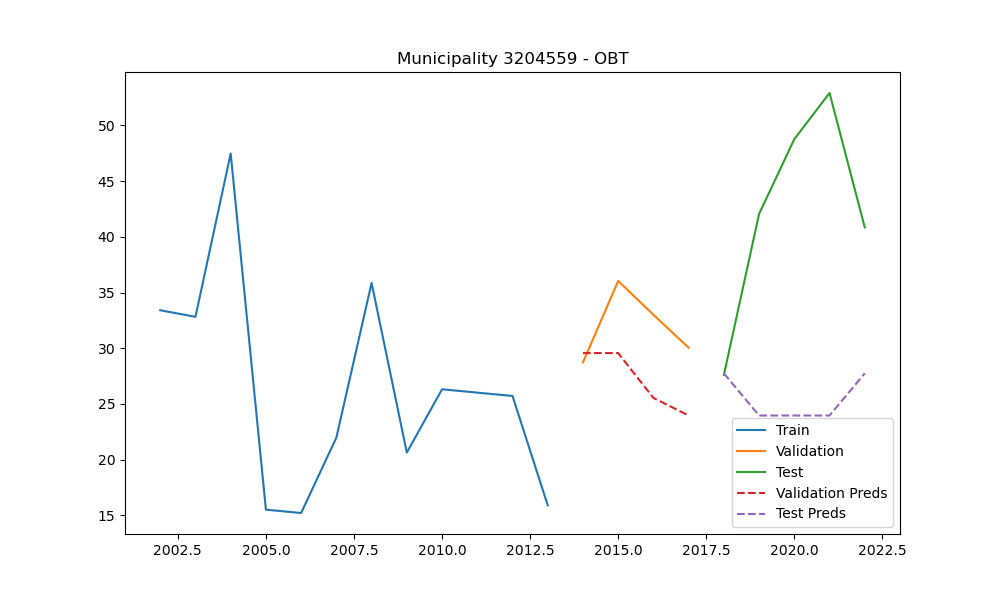 Municipality 3204559 - OBT
50
45
40
35
30
25
20
15
2002.5 2005.0 2007.5 2010.0 2012.5 2015.0 2017.5 2020.0 2022.5
Train
Validation
Test
Validation Preds
Test Preds